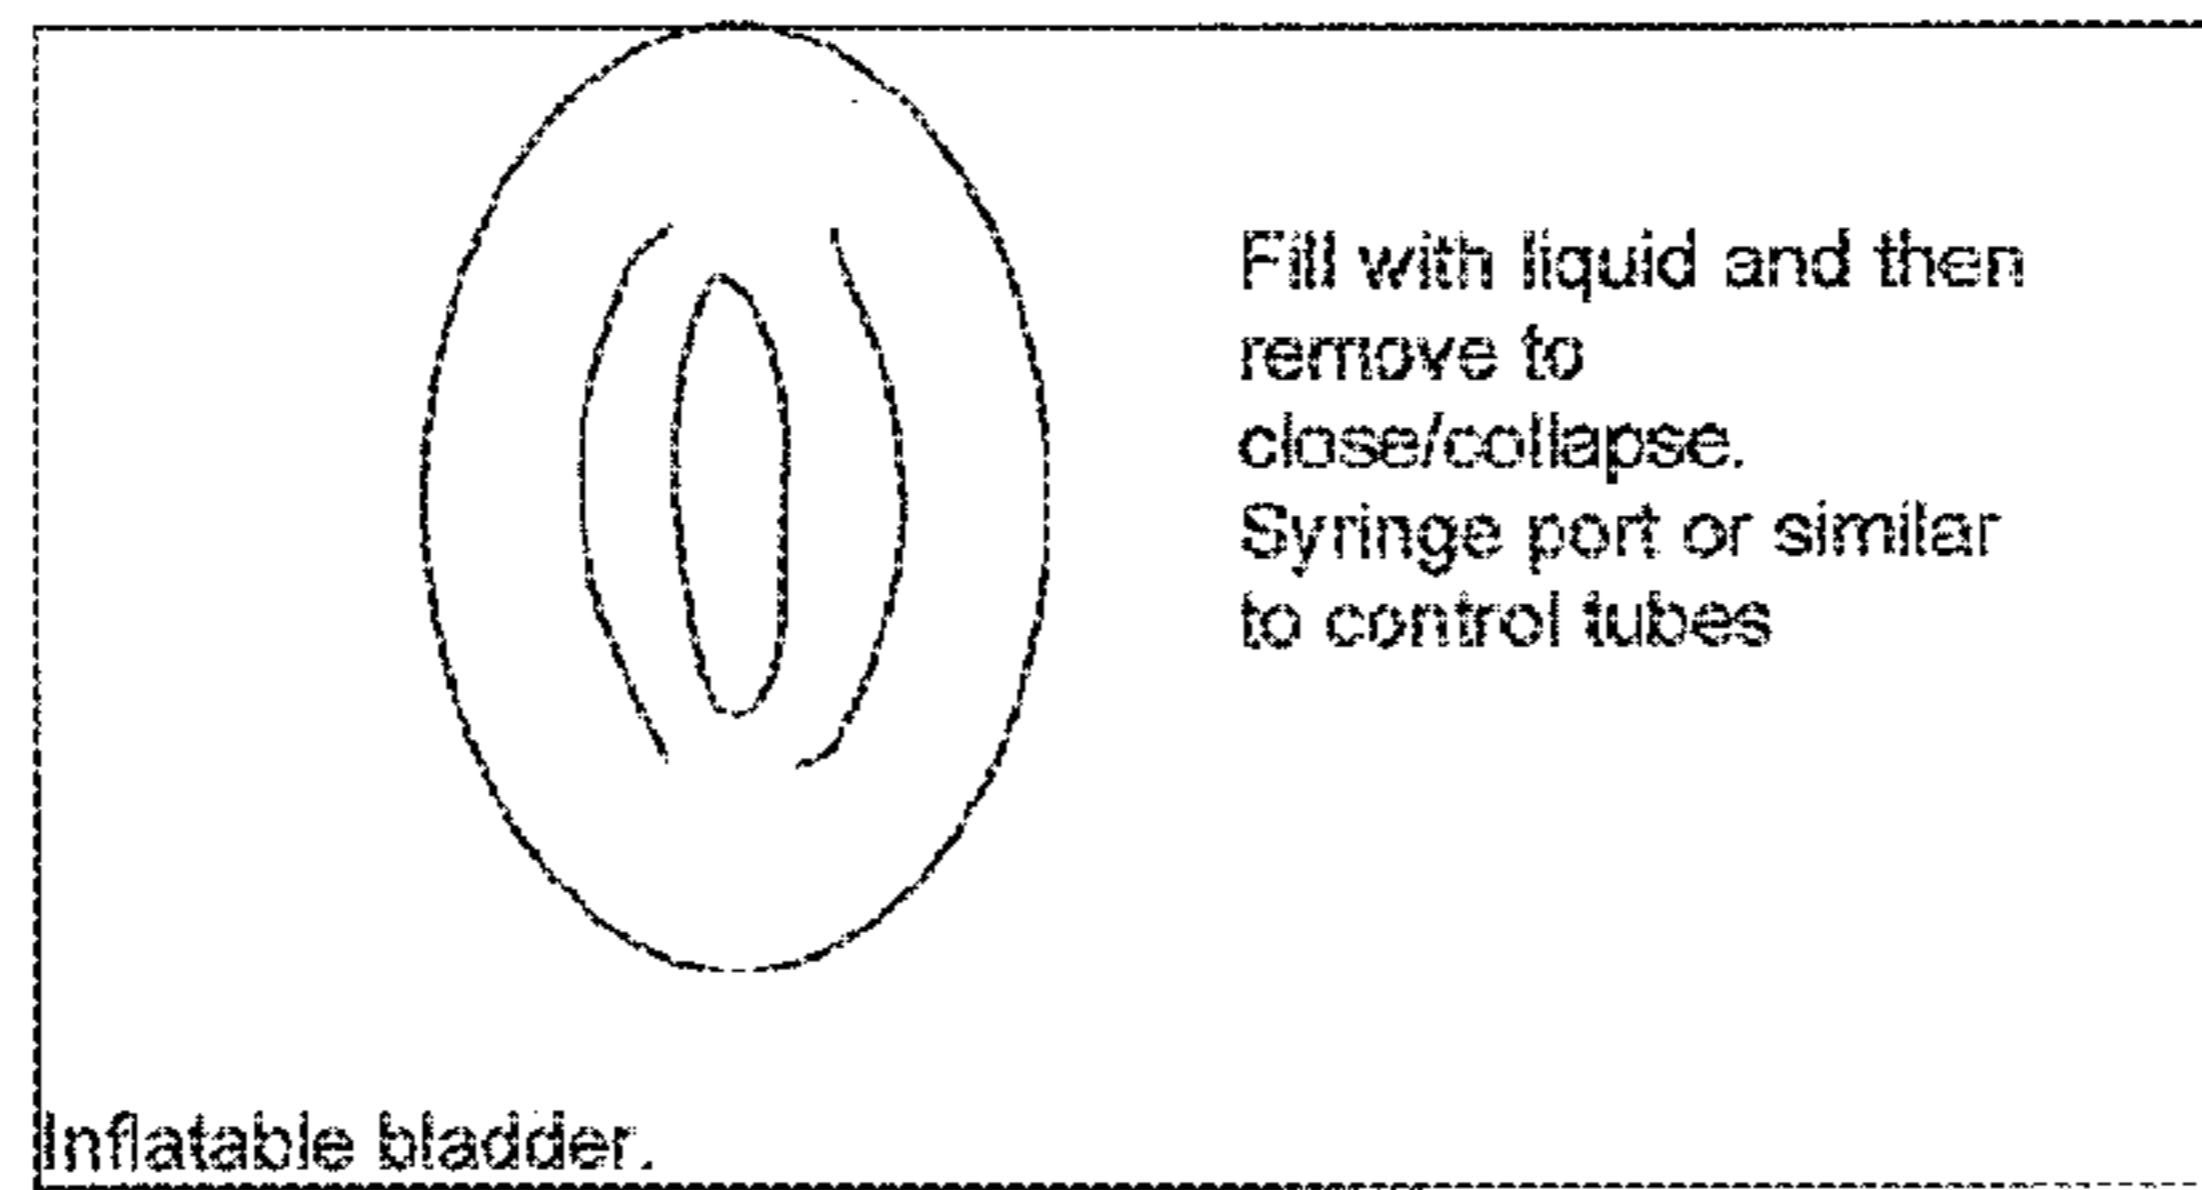 Fill with liquid and then
remove to
close/collapse.
Syringe port or similar
to control tubes
Inflatable bladder.